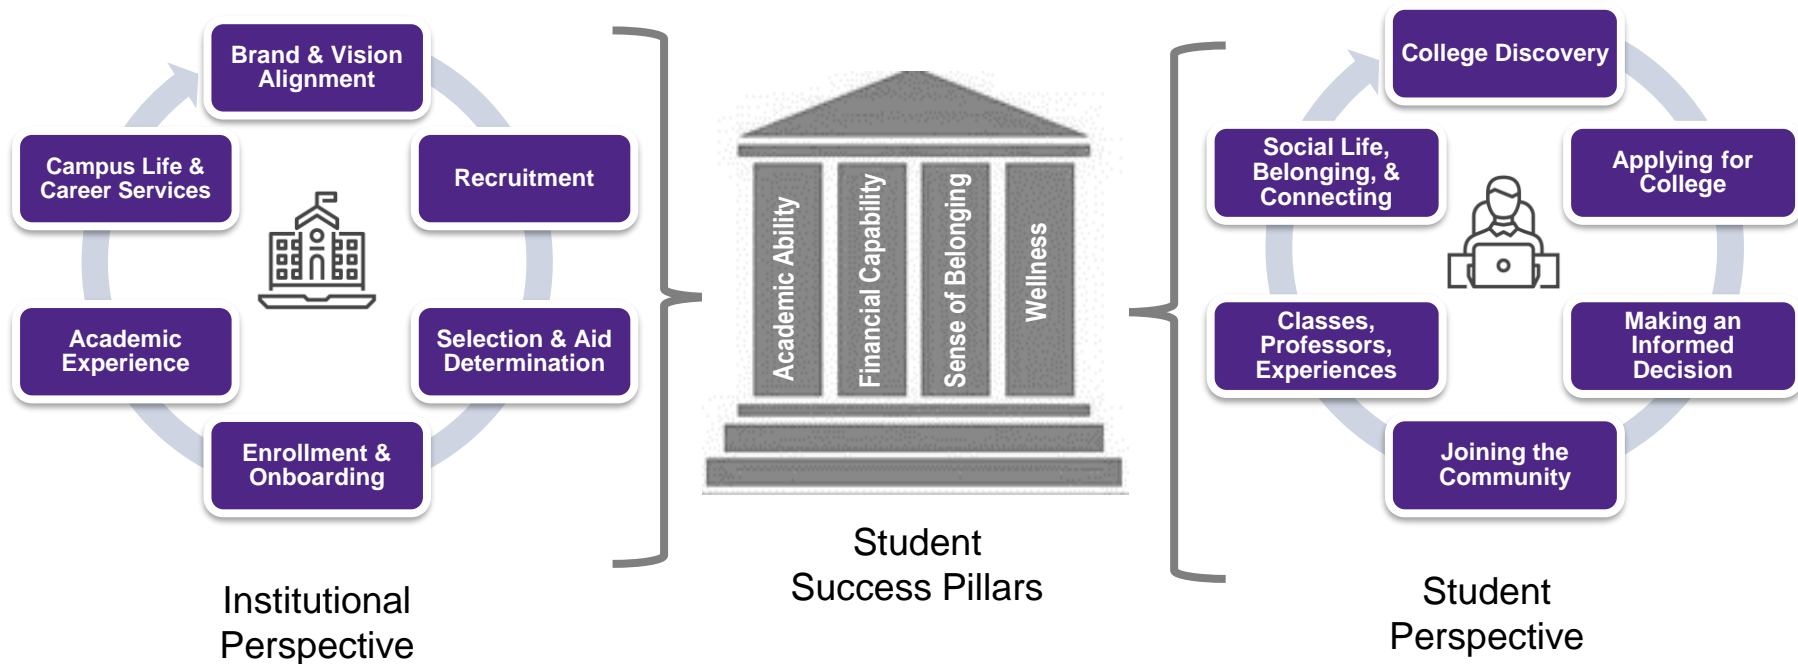 Brand & Vision
Alignment
Recruitment
Selection & Aid
Determination
Enrollment &
Onboarding
Academic
Experience
Campus Life &
Career Services
Institutional
Perspective
Academic Ability
Financial Capability
Sense of Belonging
Wellness
Student
Success Pillars
College Discovery
Applying for
College
Making an
Informed
Decision
Joining the
Community
Classes,
Professors,
Experiences
Social Life,
Belonging, &
Connecting
Student
Perspective